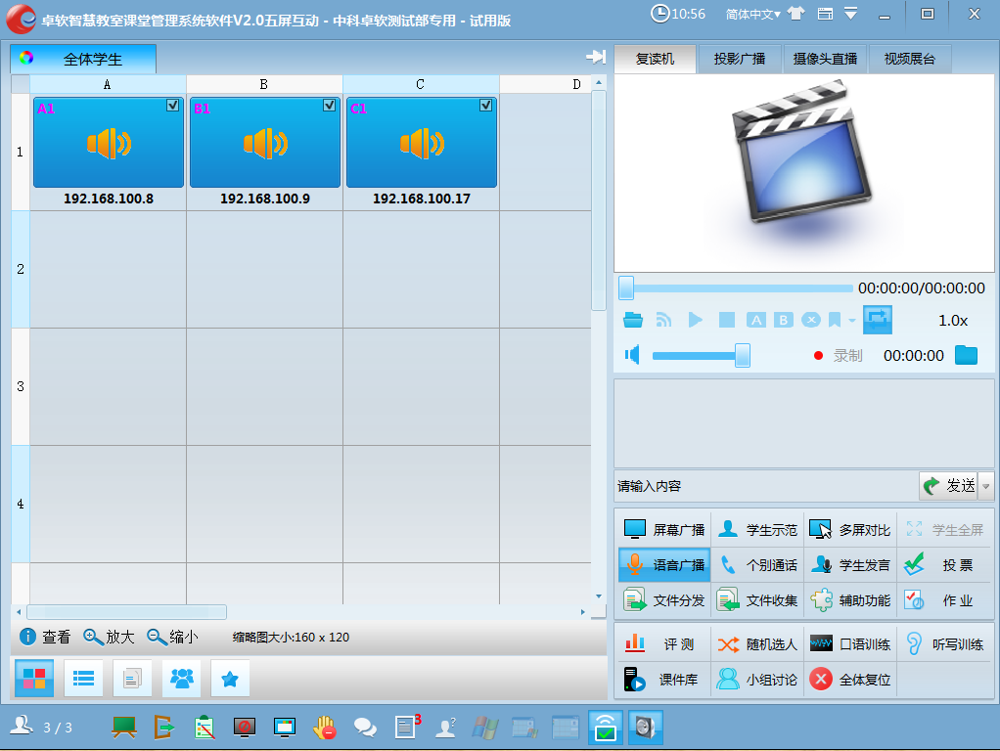 卓软智慧教室课堂管理系统软件V2.0五屏互动 - 中科卓软测试部专用 - 试用版
10:56 简体中文
全体学生
复读机 投影广播 摄像头直播 视频展台
A B C D
1 A1 B1 C1
192.168.100.8 192.168.100.9 192.168.100.17
2
3
4
00:00:00/00:00:00
A B 1.0x
录制 00:00:00
请输入内容 发送
屏幕广播 学生示范 多屏对比 学生全屏
语音广播 个别通话 学生发言 投 票
文件分发 文件收集 辅助功能 作 业
评 测 随机选人 口语训练 听写训练
课件库 小组讨论 全体复位
查看 放大 缩小 缩略图大小:160 x 120
3 / 3 3